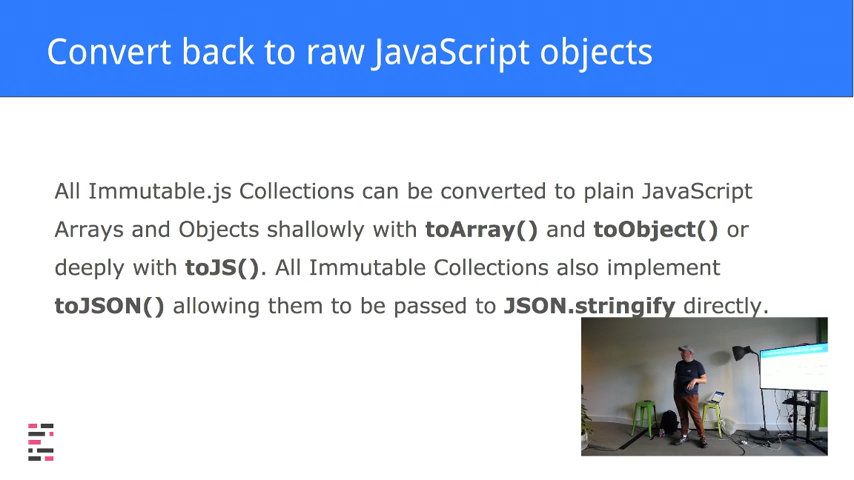 Convert back to raw JavaScript objects
All Immutable.js Collections can be converted to plain JavaScript
Arrays and Objects shallowly with toArray() and toObject() or
deeply with toJS(). All Immutable Collections also implement
toJSON() allowing them to be passed to JSON.stringify directly.